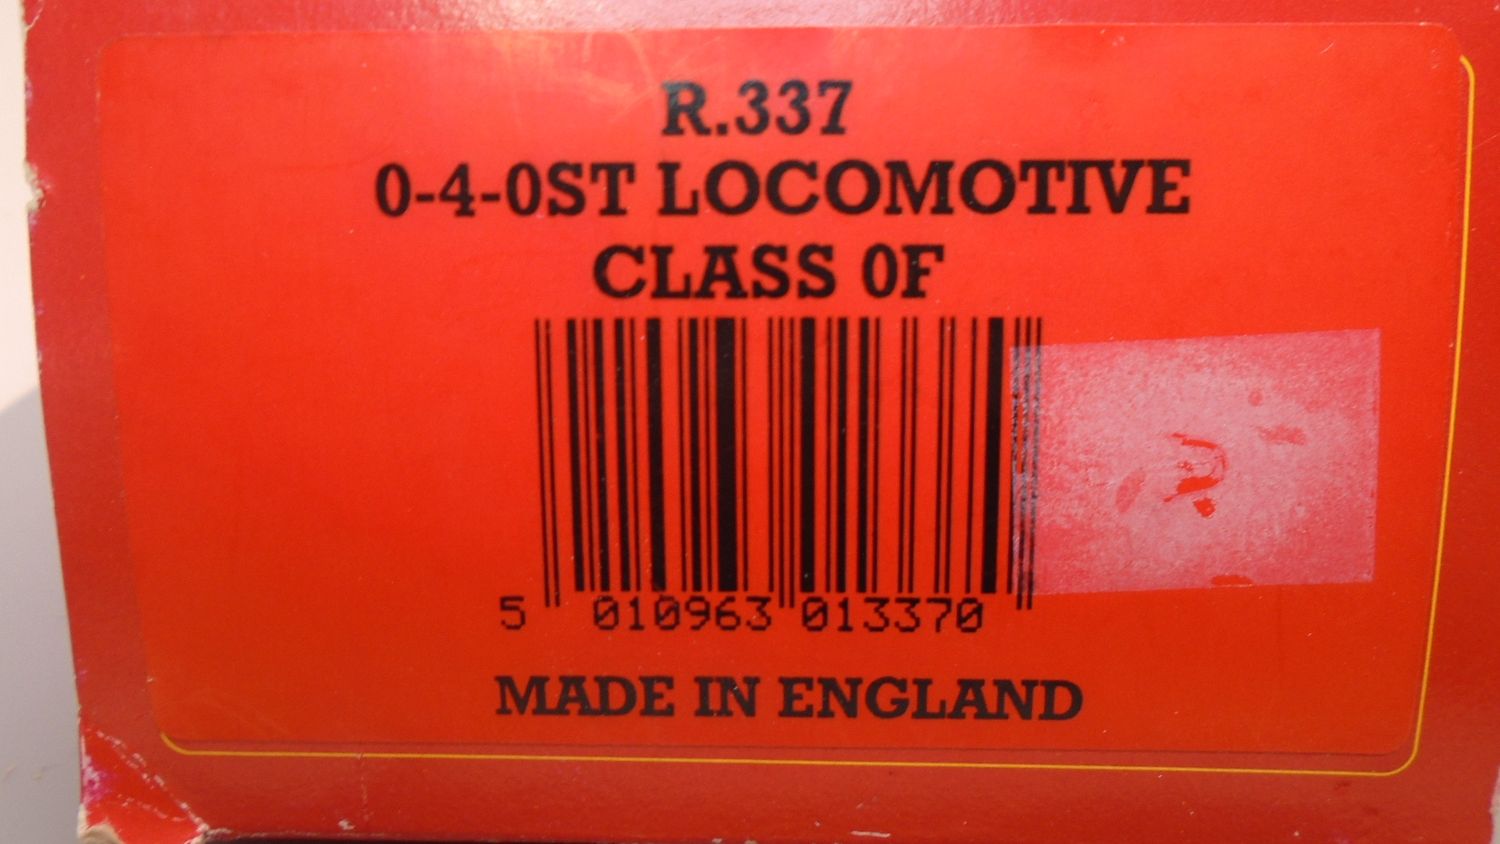 R.337
0-4-0ST LOCOMOTIVE
CLASS 0F
5 010963 013370
MADE IN ENGLAND